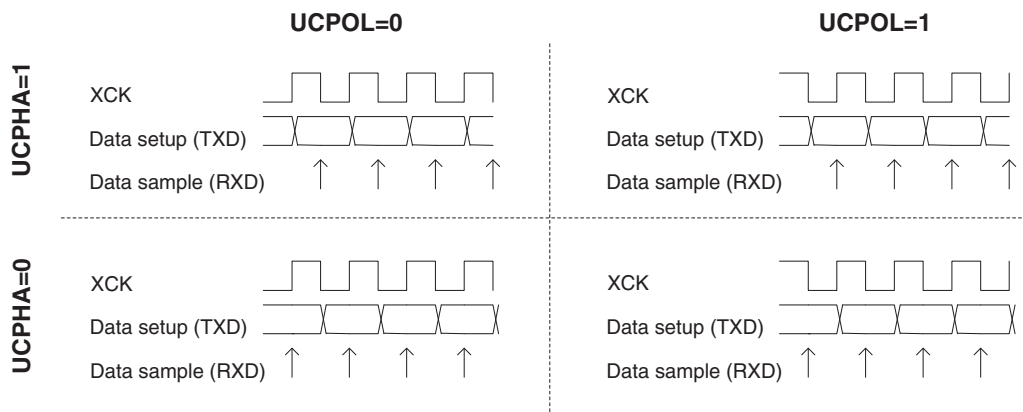 UCPOL=0
UCPOL=1
UCPHA=1
XCK
Data setup (TXD)
Data sample (RXD)
XCK
Data setup (TXD)
Data sample (RXD)
UCPHA=0
XCK
Data setup (TXD)
Data sample (RXD)
XCK
Data setup (TXD)
Data sample (RXD)